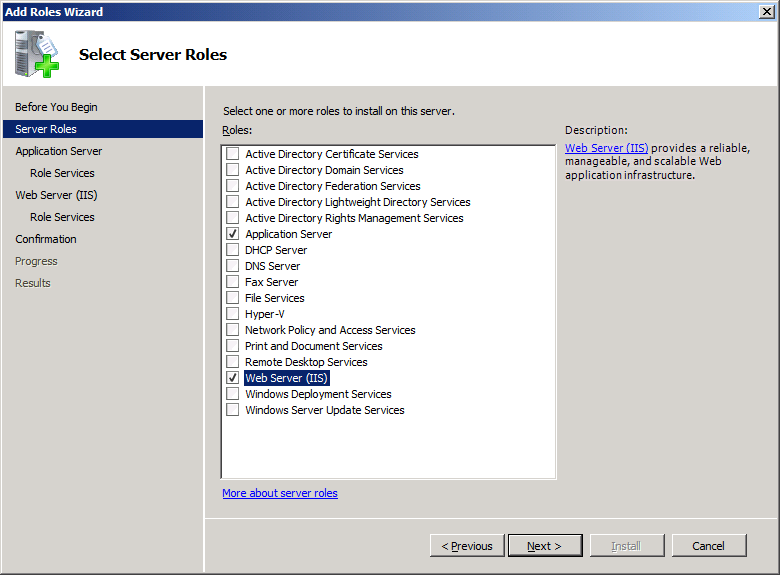 Add Roles Wizard
Select Server Roles
Before You Begin
Server Roles
Application Server
Role Services
Web Server (IIS)
Role Services
Confirmation
Progress
Results
Select one or more roles to install on this server.
Roles:
Active Directory Certificate Services
Active Directory Domain Services
Active Directory Federation Services
Active Directory Lightweight Directory Services
Active Directory Rights Management Services
Application Server
DHCP Server
DNS Server
Fax Server
File Services
Hyper-V
Network Policy and Access Services
Print and Document Services
Remote Desktop Services
Web Server (IIS)
Windows Deployment Services
Windows Server Update Services
More about server roles
Description:
Web Server (IIS) provides a reliable,
manageable, and scalable Web
application infrastructure.
< Previous
Next >
Install
Cancel